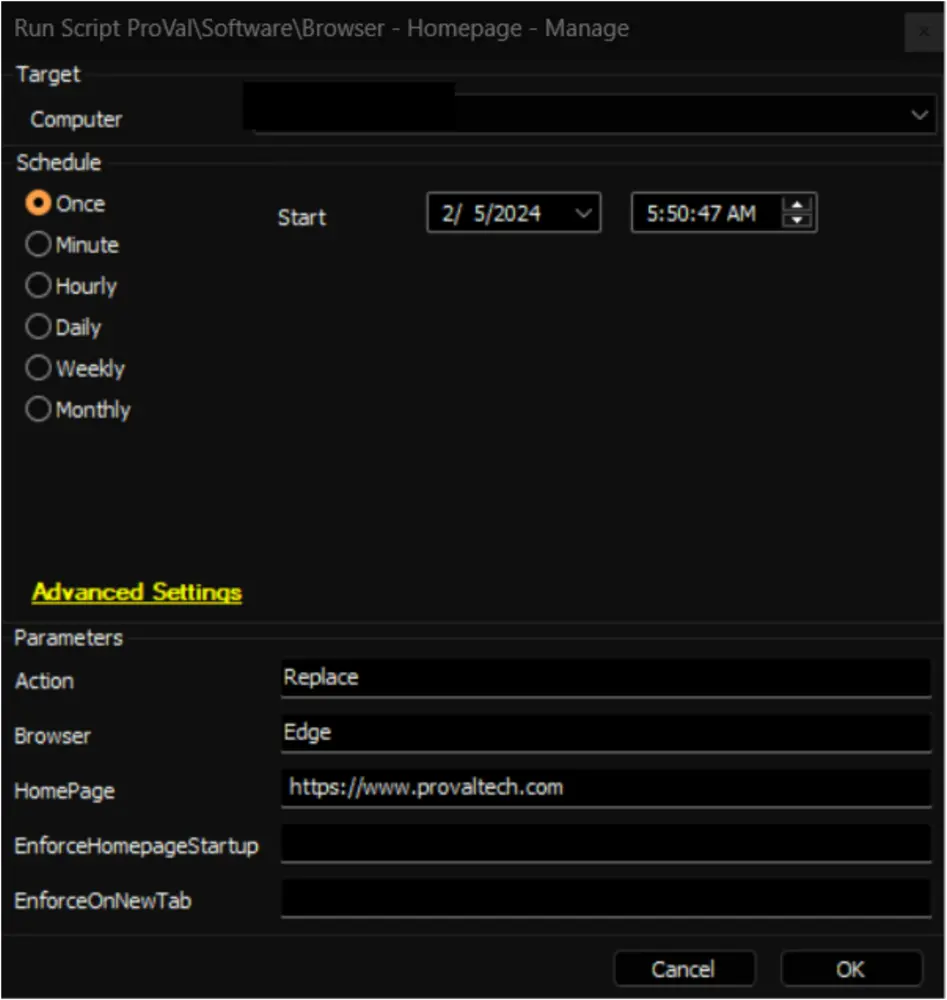 Run Script ProVal\Software\Browser - Homepage - Manage
Target
Computer
Schedule
Once
Start
2/ 5/2024
5:50:47 AM
Minute
Hourly
Daily
Weekly
Monthly
Advanced Settings
Parameters
Action
Replace
Browser
Edge
HomePage
https://www.provaltech.com
EnforceHomepageStartup
EnforceOnNewTab
Cancel
OK